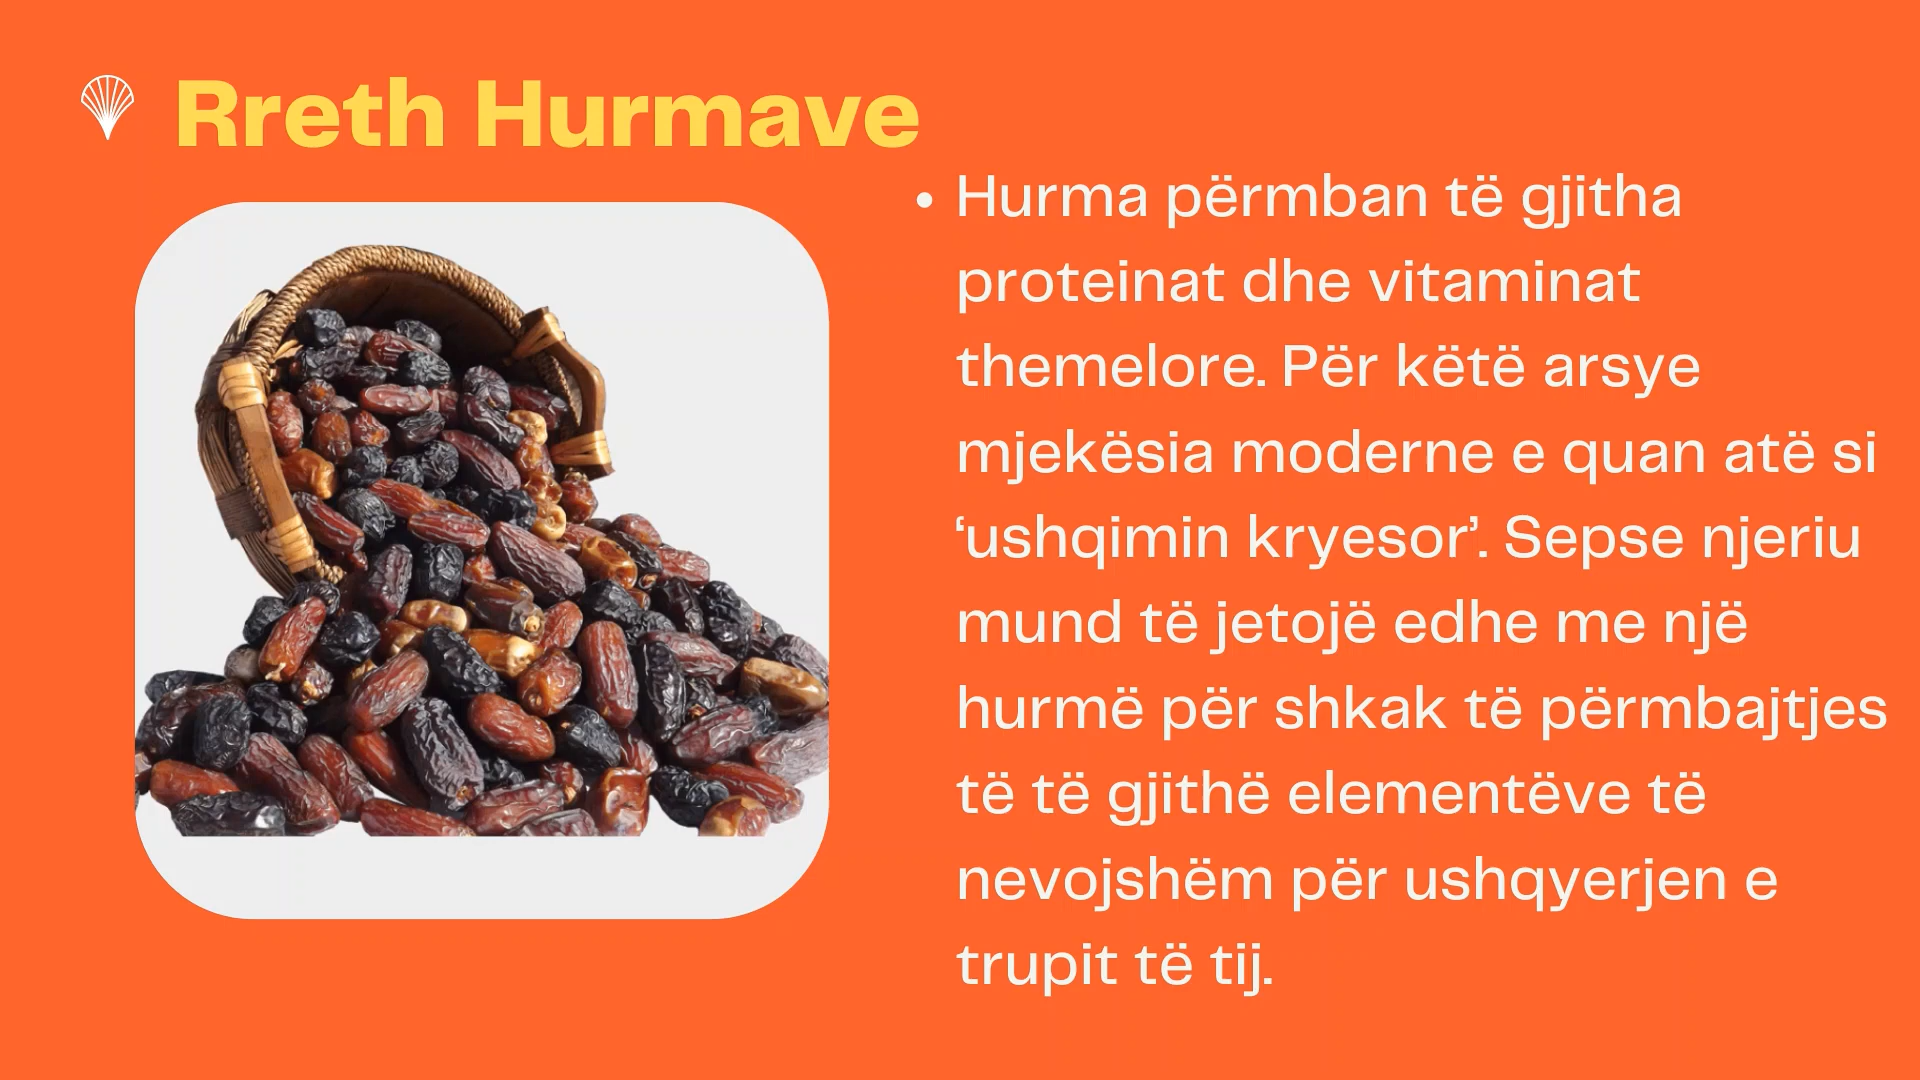 Rreth Hurmave
• Hurma përmban të gjitha
proteinat dhe vitaminat
themelore. Për këtë arsye
mjekësia moderne e quan atë si
‘ushqimin kryesor’. Sepse njeriu
mund të jetojë edhe me një
hurmë për shkak të përmbajtjes
të të gjithë elementëve të
nevojshëm për ushqyerjen e
trupit të tij.